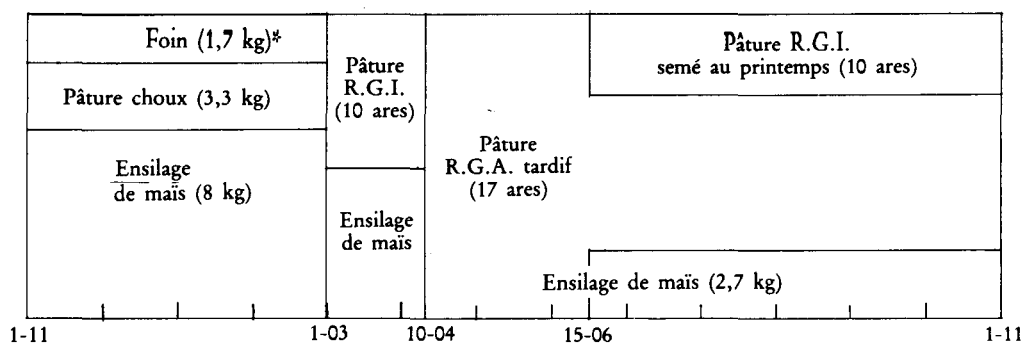 Foin (1,7 kg)*
Pâture choux (3,3 kg)
Ensilage
de maïs (8 kg)
Pâture
R.G.I.
(10 ares)
Ensilage
de maïs
Pâture
R.G.A. tardif
(17 ares)
Pâture R.G.I.
semé au printemps (10 ares)
Ensilage de maïs (2,7 kg)
1-11
1-03
10-04
15-06
1-11